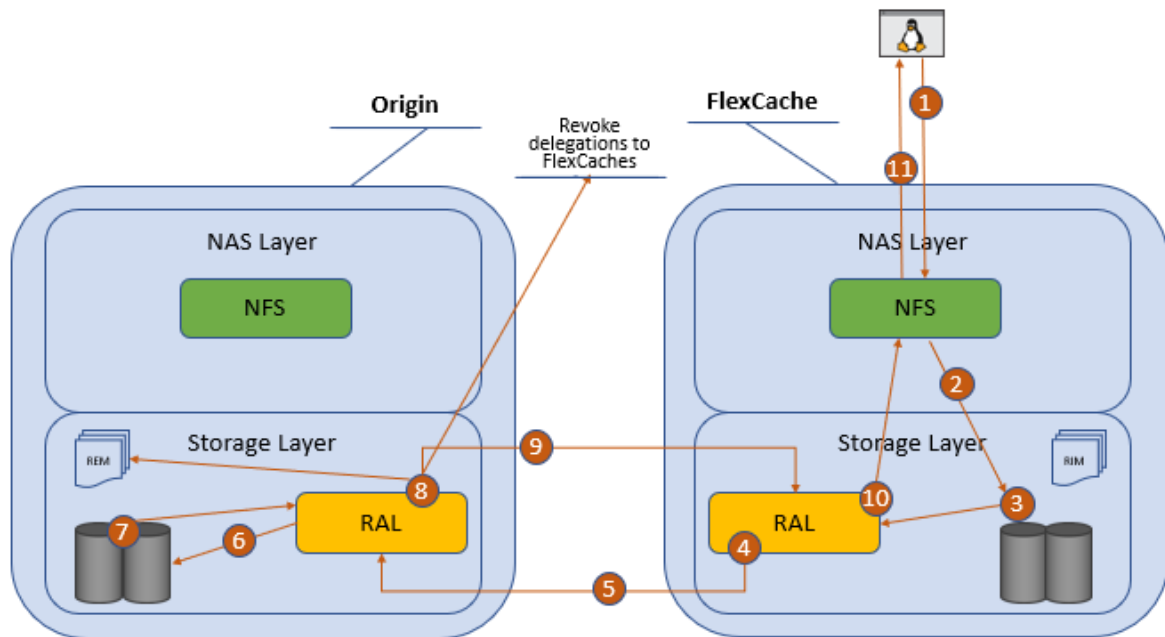 1
Origin
FlexCache
Revoke
delegations to
FlexCaches
11
NAS Layer
NFS
NAS Layer
NFS
2
Storage Layer
REM
9
Storage Layer
RIM
8
RAL
7
6
10
RAL
4
3
5